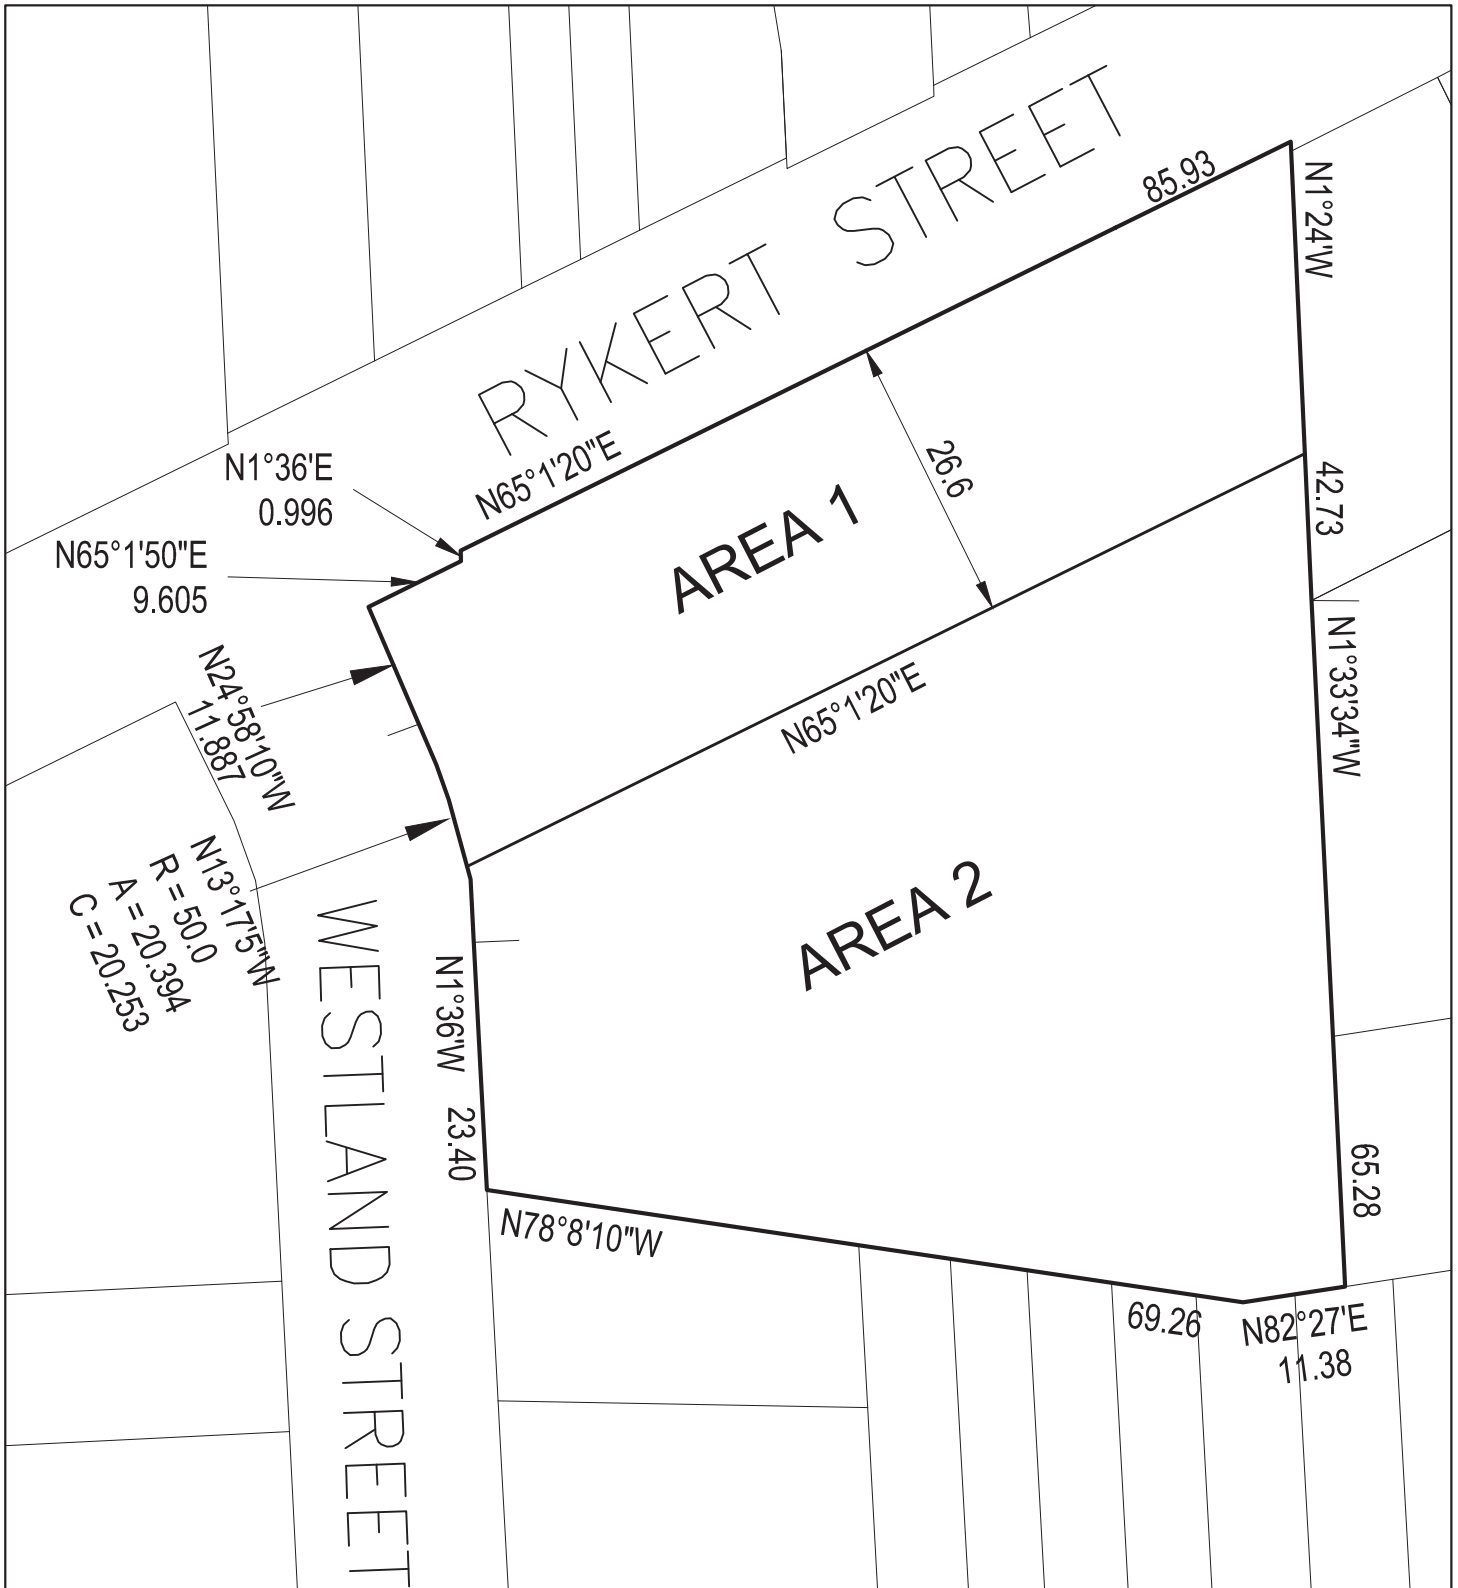 RYKERT STREET
85.93
N1°24'W
N65°1'20"E
N1°36'E
0.996
N65°1'50"E
9.605
26.6
AREA 1
42.73
N24°58'10"W
11.887
N65°1'20"E
N1°33'34"W
N13°17'5"W
R = 50.0
A = 20.394
C = 20.253
AREA 2
WESTLAND STREET
N1°36'W
23.40
65.28
N78°8'10"W
69.26
N82°27'E
11.38